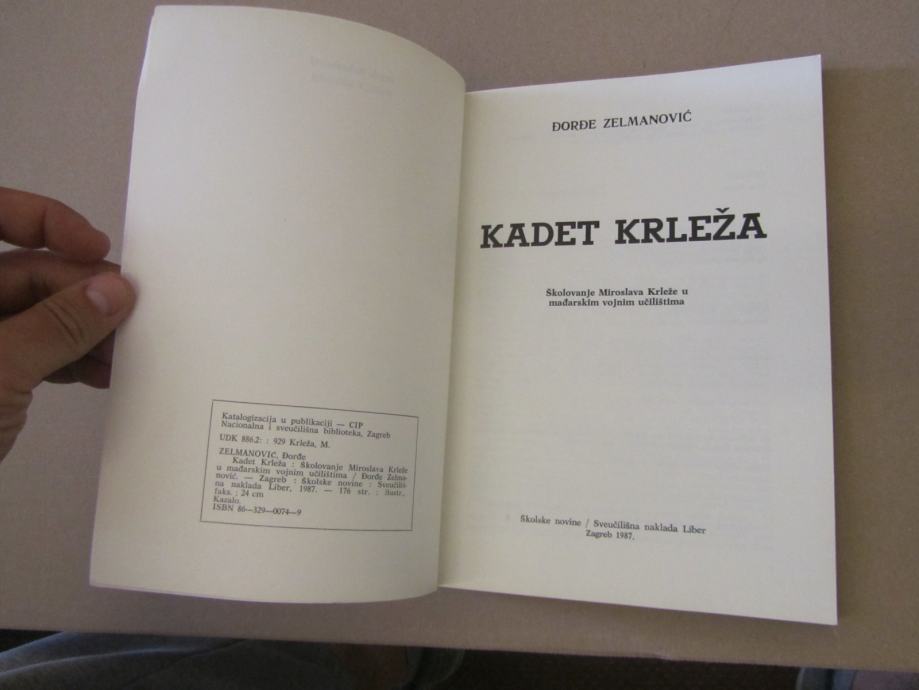 Katalogizacija u publikaciji — CIP
Nacionalna i sveučilišna biblioteka, Zagreb
UDK 886.2: : 929 Krleža, M.
ZELMANOVIĆ, Đorđe
Kadet Krleža : Školovanje Miroslava Krleže
u mađarskim vojnim učilištima / Đorđe Zelma-
nović. — Zagreb : Školske novine : Sveučiliš-
na naklada Liber, 1987. — 176 str. : ilustr.,
faks. ; 24 cm
Kazalo.
ISBN 86—329—0074—9
ĐORĐE ZELMANOVIĆ
KADET KRLEŽA
Školovanje Miroslava Krleže u
mađarskim vojnim učilištima
Školske novine / Sveučilišna naklada Liber
Zagreb 1987.